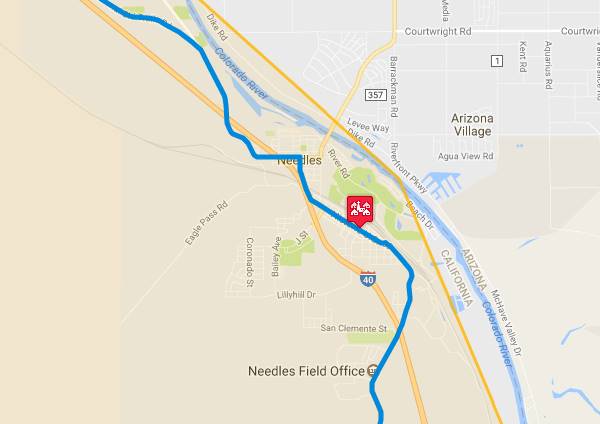 Media
Courtwright Rd
Courtwrig
Dike Rd
Kent Rd
Aquarius Rd
Barrackman Rd
1
357
Colorado River
Arizona
Village
Levee Way
Dike Rd
Needles
River Rd
Agua View Rd
Riverfront Pkwy
Beach Dr
Eagle Pass Rd
J St
Bailey Ave
Coronado St
ARIZONA
CALIFORNIA
40
Lillyhill Dr
McHave Valley Dr
Colorado River
San Clemente St
Needles Field Office